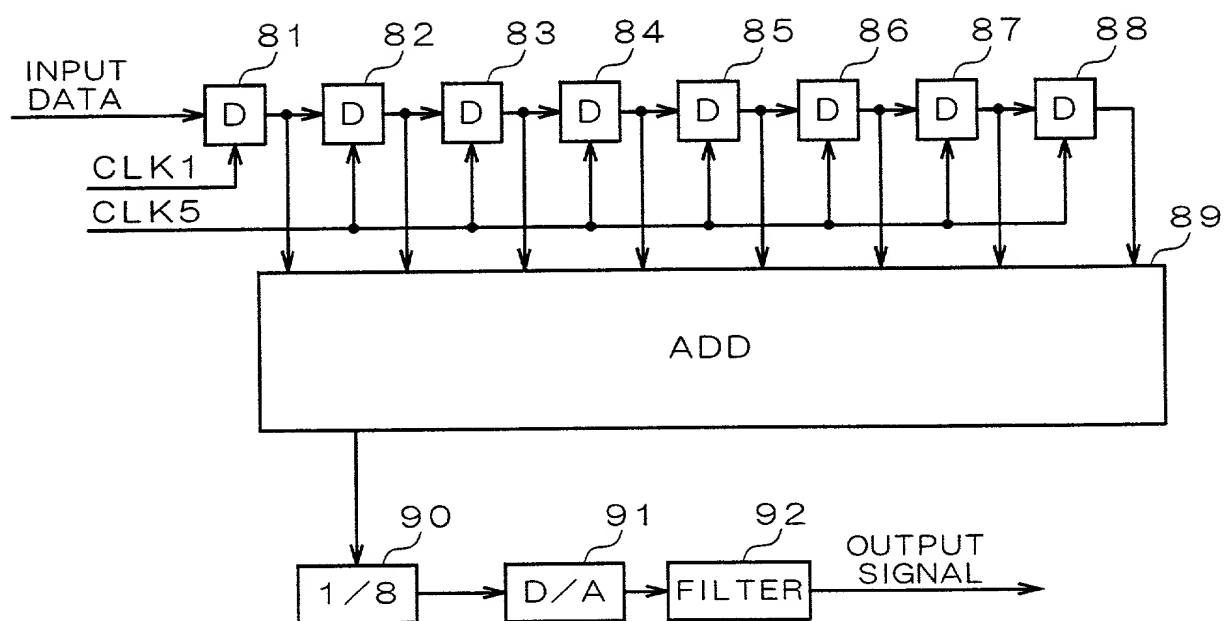 81 82 83 84 85 86 87 88
INPUT
DATA
D D D D D D D D
CLK1
CLK5
89
ADD
90 91 92
1/8 D/A FILTER
OUTPUT
SIGNAL